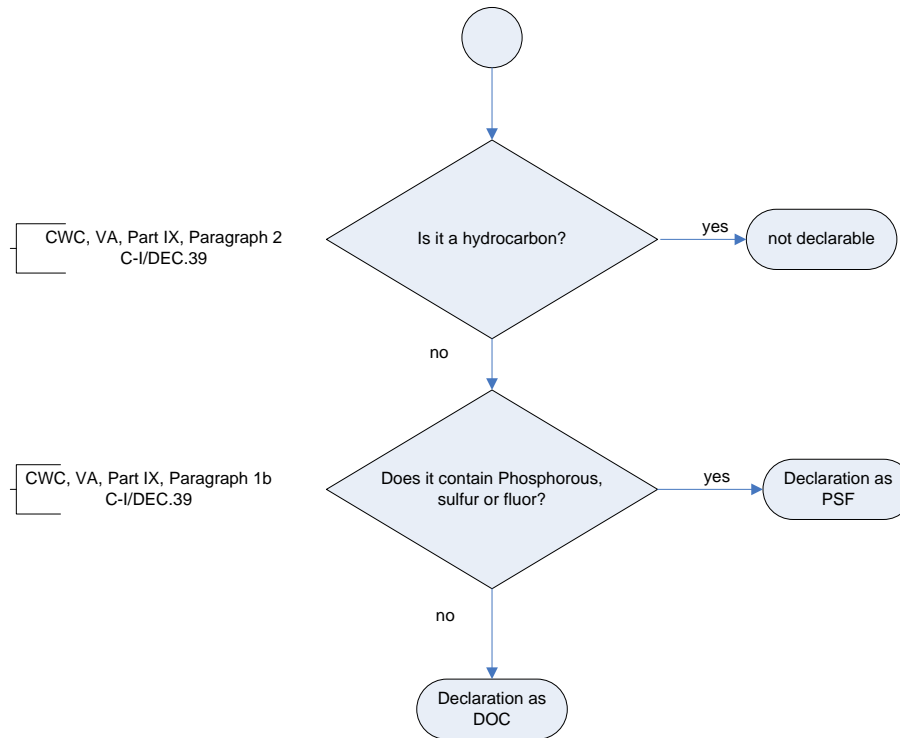 CWC, VA, Part IX, Paragraph 2
C-I/DEC.39
Is it a hydrocarbon?
yes
not declarable
no
CWC, VA, Part IX, Paragraph 1b
C-I/DEC.39
Does it contain Phosphorous,
sulfur or fluor?
yes
Declaration as
PSF
no
Declaration as
DOC